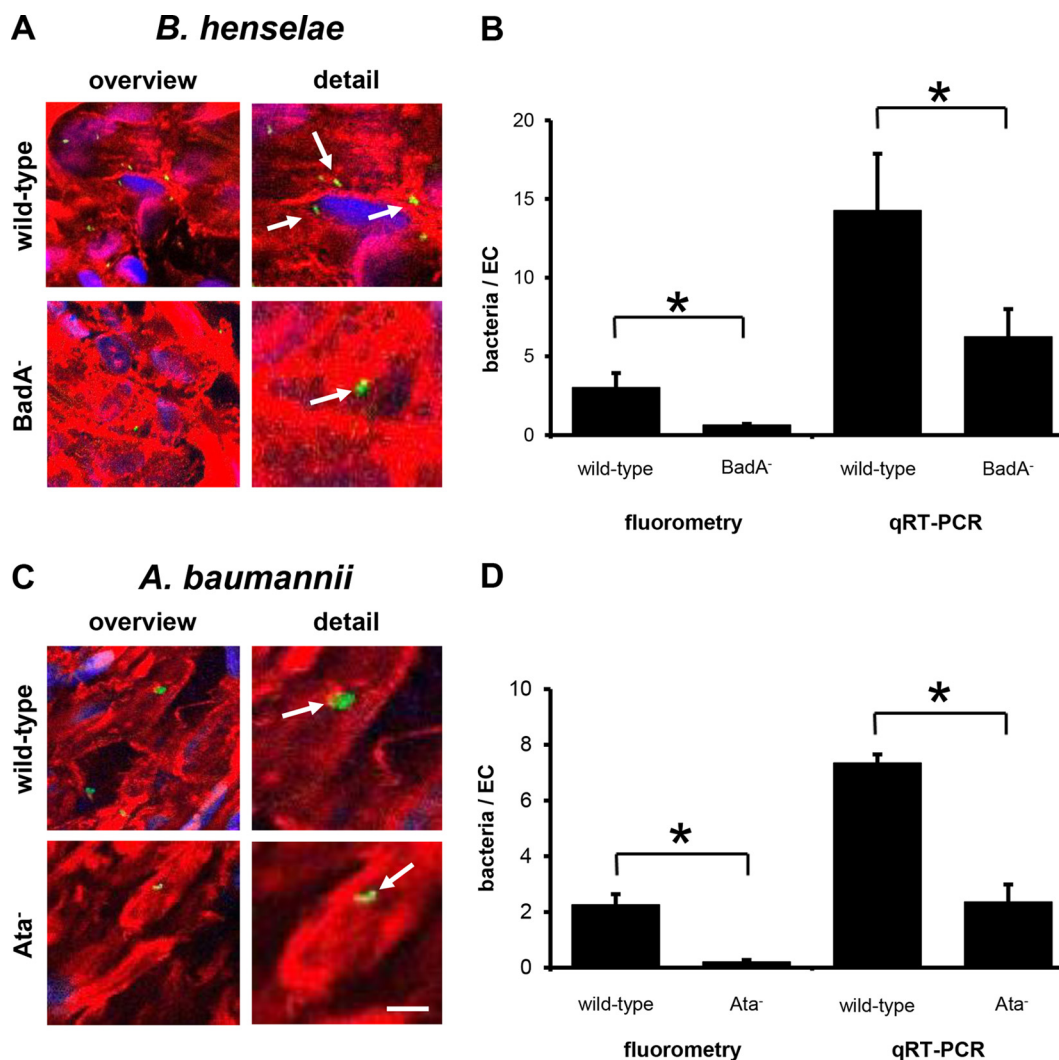 A
B. henselae
overview detail
wild-type
BadA-
B
20
15
10
5
0
bacteria / EC
*
*
wild-type BadA- wild-type BadA-
fluorometry qRT-PCR
C
A. baumannii
overview detail
wild-type
Ata-
D
10
8
6
4
2
0
bacteria / EC
*
*
wild-type Ata- wild-type Ata-
fluorometry qRT-PCR